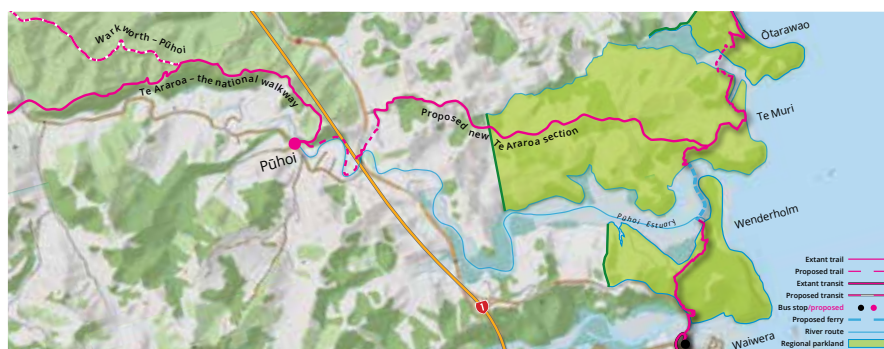 Ōtarawao
Warkworth – Pūhoi
Te Araroa – the national walkway
Te Muri
Proposed new Te Araroa section
Pūhoi
Wenderholm
Pūhoi Estuary
1
Waiwera
Extant trail
Proposed trail
Extant transit
Proposed transit
Bus stop/proposed
Proposed ferry
River route
Regional parkland